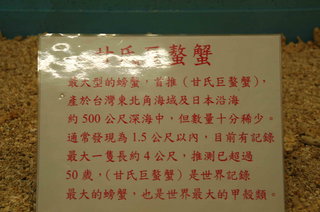 甘氏巨螯蟹
最大型的螃蟹，首推（甘氏巨螯蟹），
產於台灣東北角海域及日本沿海
約 500 公尺深海中，但數量十分稀少。
通常發現為 1.5 公尺以內，目前有記錄
最大一隻長約 4 公尺，推測已超過
50 歲，（甘氏巨螯蟹）是世界記錄
最大的螃蟹，也是世界最大的甲殼類。